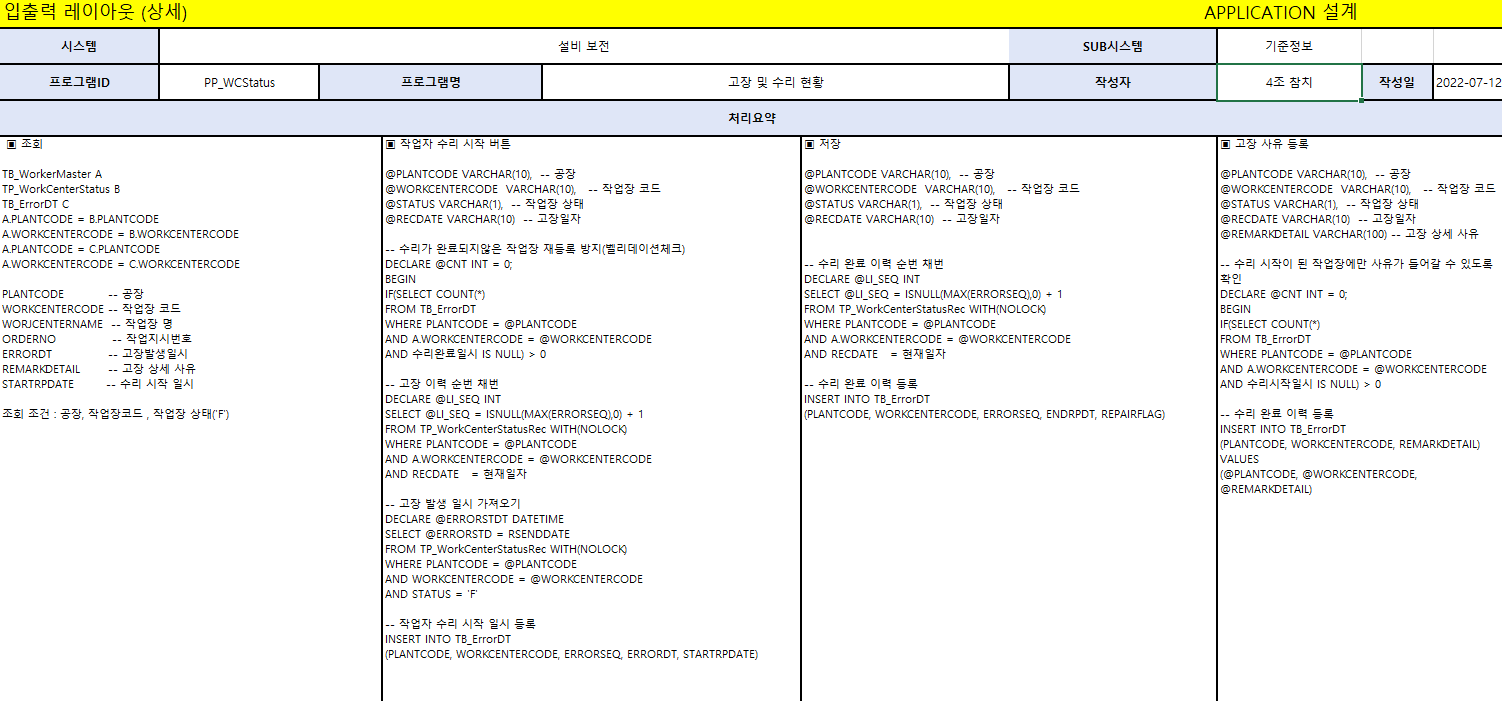 입출력 레이아웃 (상세)
APPLICATION 설계
시스템
설비 보전
SUB시스템
기준정보
프로그램ID
PP_WCStatus
프로그램명
고장 및 수리 현황
작성자
4조 참치
작성일
2022-07-12
처리요약
▣ 조회
TB_WorkerMaster A
TP_WorkCenterStatus B
TB_ErrorDT C
A.PLANTCODE = B.PLANTCODE
A.WORKCENTERCODE = B.WORKCENTERCODE
A.PLANTCODE = C.PLANTCODE
A.WORKCENTERCODE = C.WORKCENTERCODE
PLANTCODE -- 공장
WORKCENTERCODE -- 작업장 코드
WORJCENTERNAME -- 작업장 명
ORDERNO -- 작업지시번호
ERRORDT -- 고장발생일시
REMARKDETAIL -- 고장 상세 사유
STARTRPDATE -- 수리 시작 일시
조회 조건 : 공장, 작업장코드 , 작업장 상태('F')
▣ 작업자 수리 시작 버튼
@PLANTCODE VARCHAR(10), -- 공장
@WORKCENTERCODE VARCHAR(10), -- 작업장 코드
@STATUS VARCHAR(1), -- 작업장 상태
@RECDATE VARCHAR(10) -- 고장일자
-- 수리가 완료되지않은 작업장 재등록 방지(벨리데이션체크)
DECLARE @CNT INT = 0;
BEGIN
IF(SELECT COUNT(*)
FROM TB_ErrorDT
WHERE PLANTCODE = @PLANTCODE
AND A.WORKCENTERCODE = @WORKCENTERCODE
AND 수리완료일시 IS NULL) > 0
-- 고장 이력 순번 채번
DECLARE @LI_SEQ INT
SELECT @LI_SEQ = ISNULL(MAX(ERRORSEQ),0) + 1
FROM TP_WorkCenterStatusRec WITH(NOLOCK)
WHERE PLANTCODE = @PLANTCODE
AND A.WORKCENTERCODE = @WORKCENTERCODE
AND RECDATE = 현재일자
-- 고장 발생 일시 가져오기
DECLARE @ERRORSTDT DATETIME
SELECT @ERRORSTD = RSENDDATE
FROM TP_WorkCenterStatusRec WITH(NOLOCK)
WHERE PLANTCODE = @PLANTCODE
AND WORKCENTERCODE = @WORKCENTERCODE
AND STATUS = 'F'
-- 작업자 수리 시작 일시 등록
INSERT INTO TB_ErrorDT
(PLANTCODE, WORKCENTERCODE, ERRORSEQ, ERRORDT, STARTRPDATE)
▣ 저장
@PLANTCODE VARCHAR(10), -- 공장
@WORKCENTERCODE VARCHAR(10), -- 작업장 코드
@STATUS VARCHAR(1), -- 작업장 상태
@RECDATE VARCHAR(10) -- 고장일자
-- 수리 완료 이력 순번 채번
DECLARE @LI_SEQ INT
SELECT @LI_SEQ = ISNULL(MAX(ERRORSEQ),0) + 1
FROM TP_WorkCenterStatusRec WITH(NOLOCK)
WHERE PLANTCODE = @PLANTCODE
AND A.WORKCENTERCODE = @WORKCENTERCODE
AND RECDATE = 현재일자
-- 수리 완료 이력 등록
INSERT INTO TB_ErrorDT
(PLANTCODE, WORKCENTERCODE, ERRORSEQ, ENDRPDT, REPAIRFLAG)
▣ 고장 사유 등록
@PLANTCODE VARCHAR(10), -- 공장
@WORKCENTERCODE VARCHAR(10), -- 작업장 코드
@STATUS VARCHAR(1), -- 작업장 상태
@RECDATE VARCHAR(10) -- 고장일자
@REMARKDETAIL VARCHAR(100) -- 고장 상세 사유
-- 수리 시작이 된 작업장에만 사유가 들어갈 수 있도록
확인
DECLARE @CNT INT = 0;
BEGIN
IF(SELECT COUNT(*)
FROM TB_ErrorDT
WHERE PLANTCODE = @PLANTCODE
AND A.WORKCENTERCODE = @WORKCENTERCODE
AND 수리시작일시 IS NULL) > 0
-- 수리 완료 이력 등록
INSERT INTO TB_ErrorDT
(PLANTCODE, WORKCENTERCODE, REMARKDETAIL)
VALUES
(@PLANTCODE, @WORKCENTERCODE,
@REMARKDETAIL)